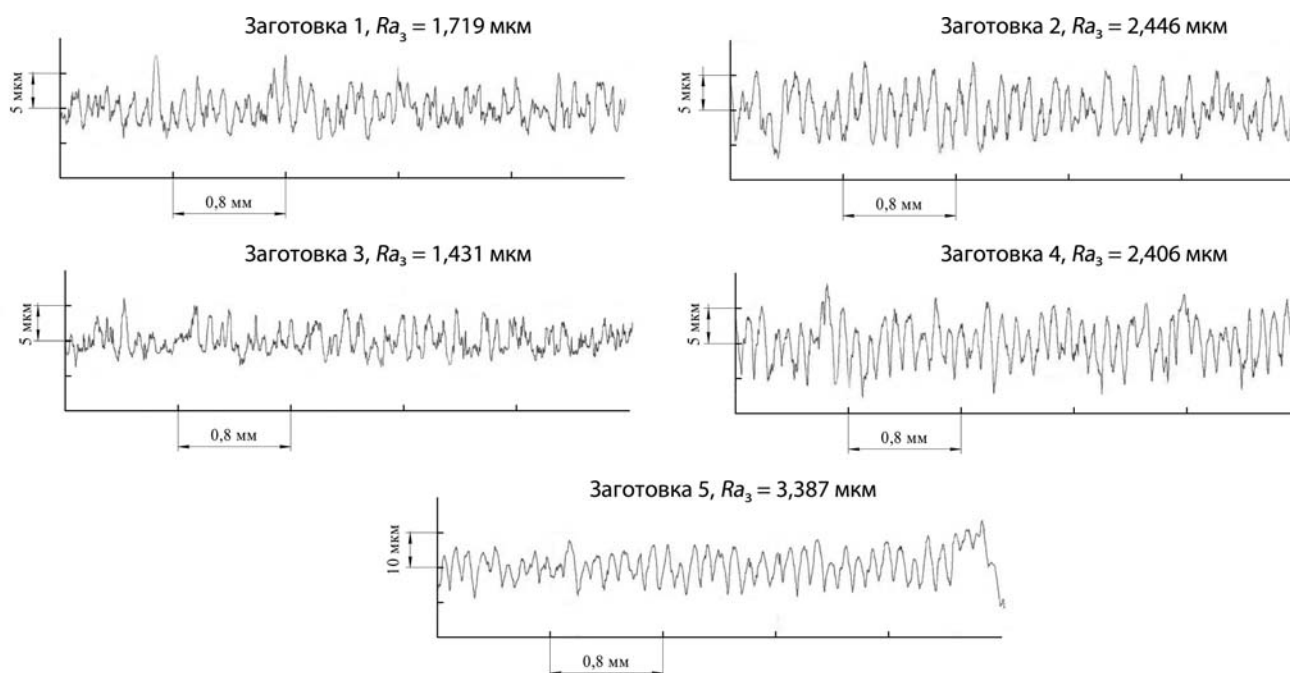 Заготовка 1, Ra₃ = 1,719 мкм
5 мкм
0,8 мм
Заготовка 2, Ra₃ = 2,446 мкм
5 мкм
0,8 мм
Заготовка 3, Ra₃ = 1,431 мкм
5 мкм
0,8 мм
Заготовка 4, Ra₃ = 2,406 мкм
5 мкм
0,8 мм
Заготовка 5, Ra₃ = 3,387 мкм
10 мкм
0,8 мм